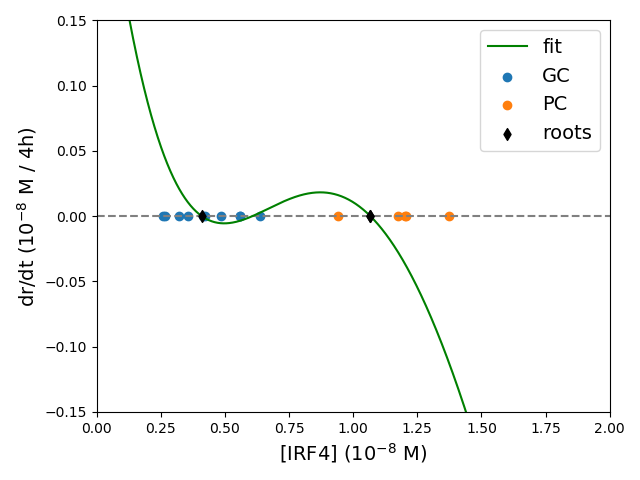 0.15
0.10
0.05
0.00
−0.05
−0.10
−0.15
dr/dt (10⁻⁸ M / 4h)
fit
GC
PC
roots
0.00 0.25 0.50 0.75 1.00 1.25 1.50 1.75 2.00
[IRF4] (10⁻⁸ M)